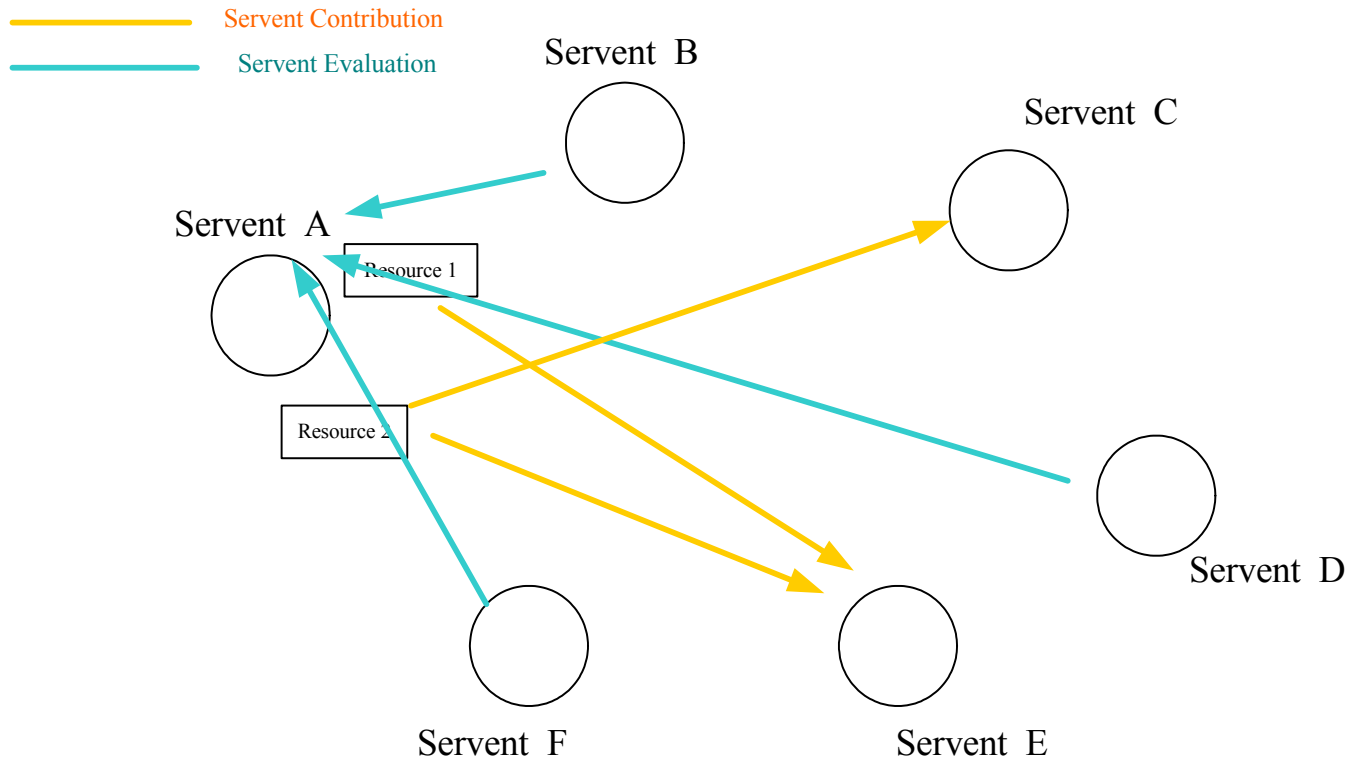 Servent Contribution
Servent Evaluation
Servent B
Servent C
Servent A
Resource 1
Resource 2
Servent D
Servent F
Servent E